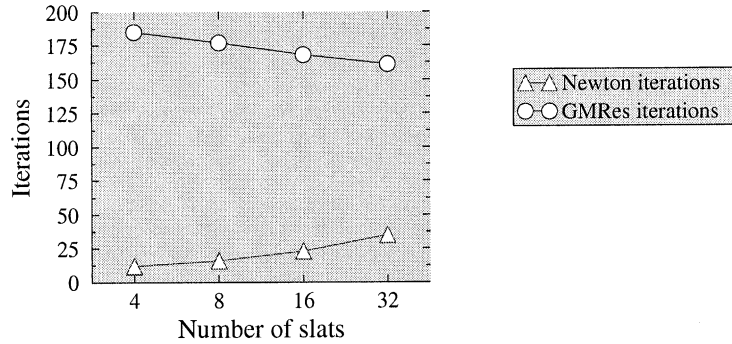 200
175
150
125
100
75
50
25
0
Iterations
4 8 16 32
Number of slats
Newton iterations
GMRes iterations